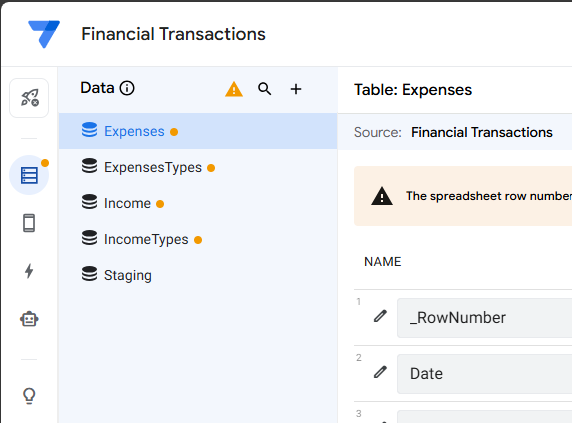 Financial Transactions
Data
Table: Expenses
Expenses
Source: Financial Transactions
ExpensesTypes
The spreadsheet row number
Income
IncomeTypes
NAME
Staging
1
_RowNumber
2
Date
3